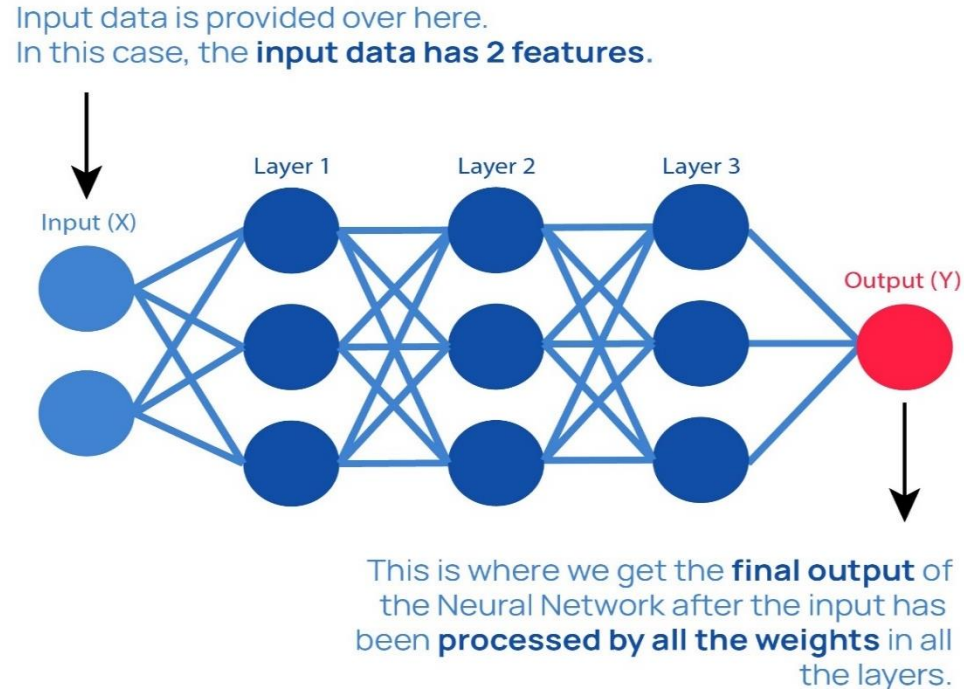 Input data is provided over here.
In this case, the input data has 2 features.
Layer 1
Layer 2
Layer 3
Input (X)
Output (Y)
This is where we get the final output of
the Neural Network after the input has
been processed by all the weights in all
the layers.